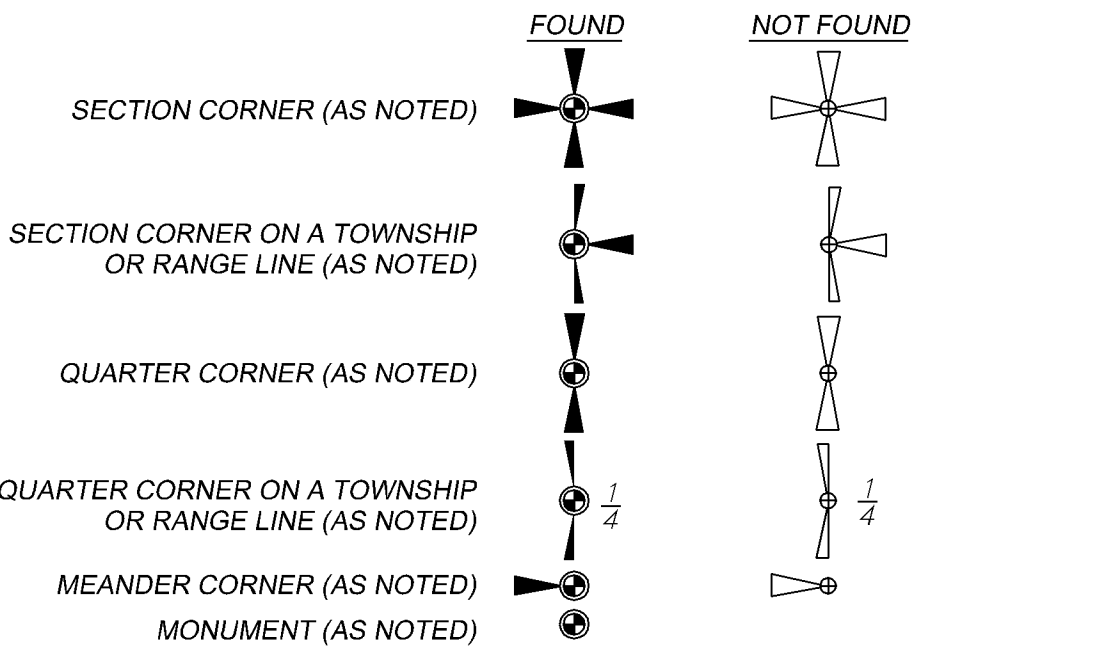 FOUND NOT FOUND
SECTION CORNER (AS NOTED)
SECTION CORNER ON A TOWNSHIP
OR RANGE LINE (AS NOTED)
QUARTER CORNER (AS NOTED)
QUARTER CORNER ON A TOWNSHIP
OR RANGE LINE (AS NOTED)
1/4 1/4
MEANDER CORNER (AS NOTED)
MONUMENT (AS NOTED)